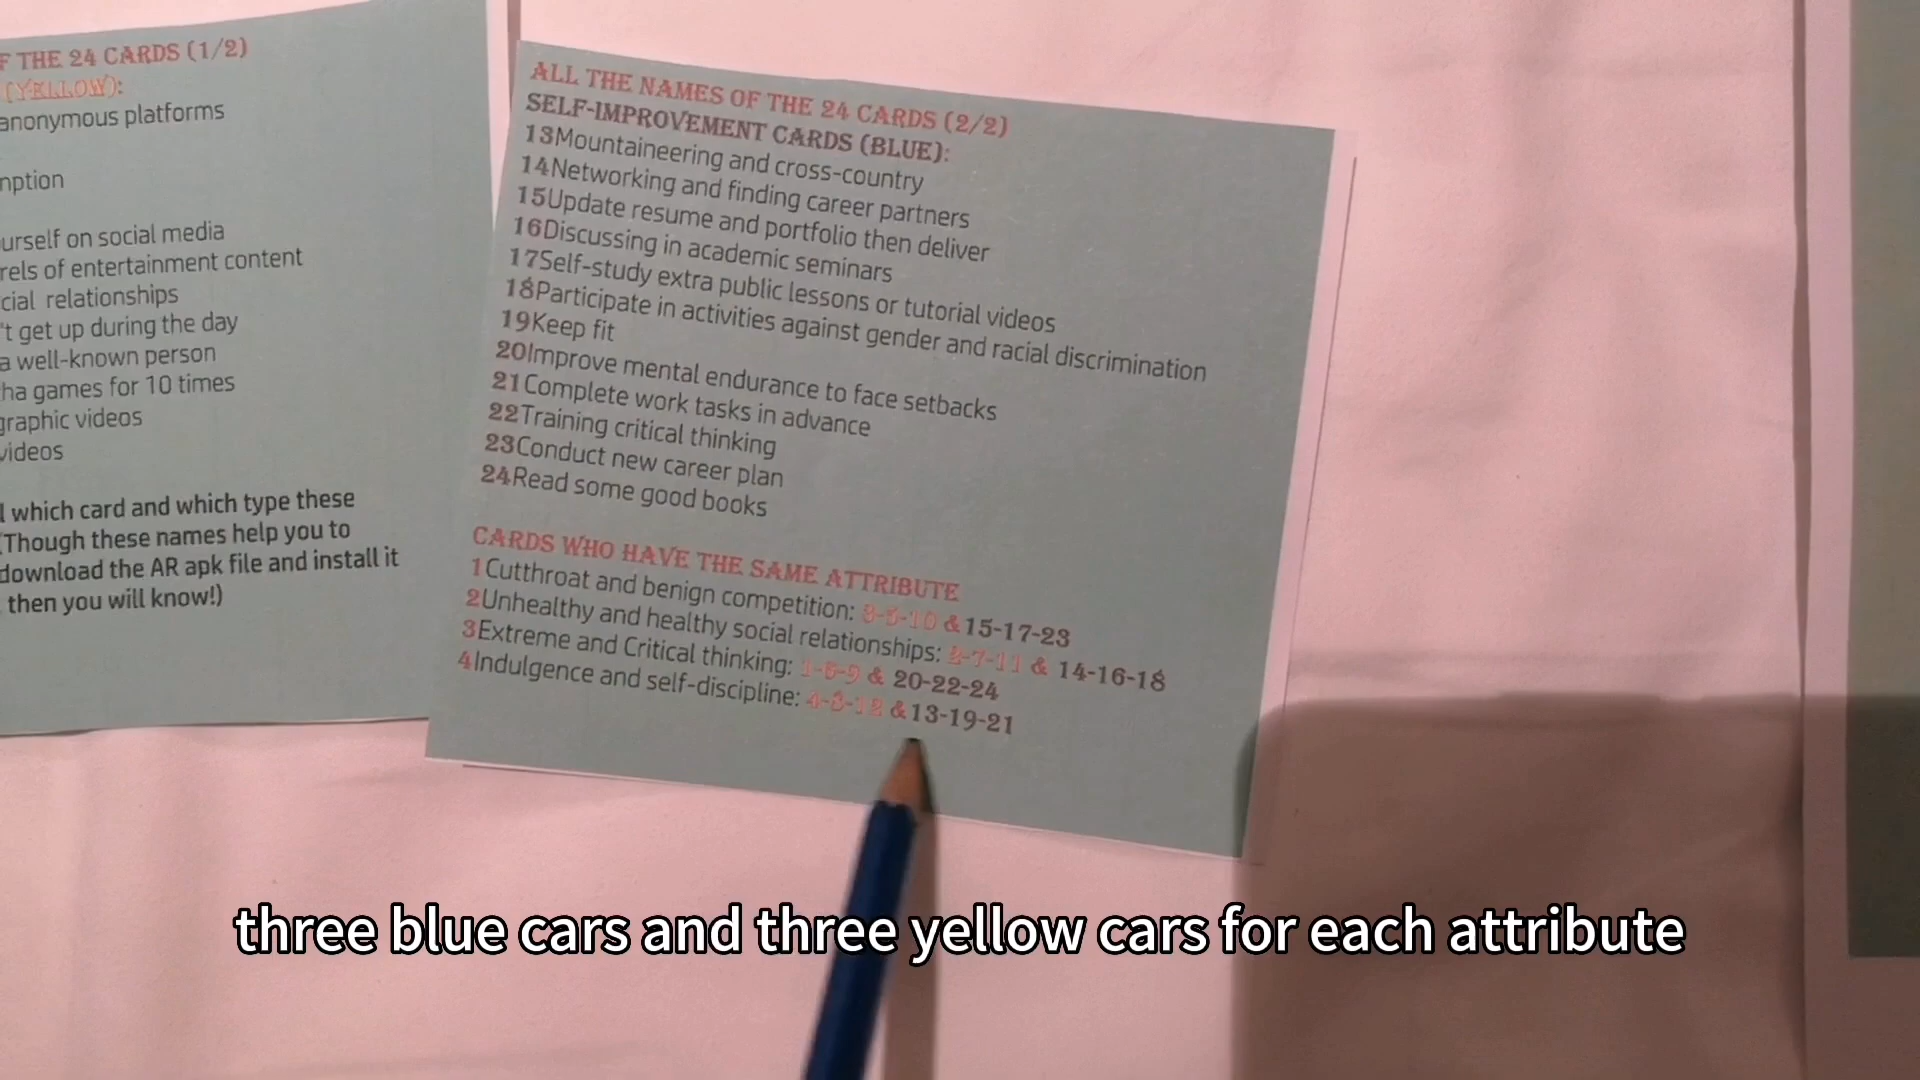 F THE 24 CARDS (1/2)
(YELLOW):
anonymous platforms
nption
urself on social media
rels of entertainment content
cial relationships
't get up during the day
a well-known person
ha games for 10 times
graphic videos
videos
l which card and which type these
(Though these names help you to
download the AR apk file and install it
then you will know!)
ALL THE NAMES OF THE 24 CARDS (2/2)
SELF-IMPROVEMENT CARDS (BLUE):
13Mountaineering and cross-country
14Networking and finding career partners
15Update resume and portfolio then deliver
16Discussing in academic seminars
17Self-study extra public lessons or tutorial videos
18Participate in activities against gender and racial discrimination
19Keep fit
20Improve mental endurance to face setbacks
21Complete work tasks in advance
22Training critical thinking
23Conduct new career plan
24Read some good books
CARDS WHO HAVE THE SAME ATTRIBUTE
1Cutthroat and benign competition: 3-5-10 &15-17-23
2Unhealthy and healthy social relationships: 2-7-11 & 14-16-18
3Extreme and Critical thinking: 1-6-9 & 20-22-24
4Indulgence and self-discipline: 4-8-12 &13-19-21
three blue cars and three yellow cars for each attribute